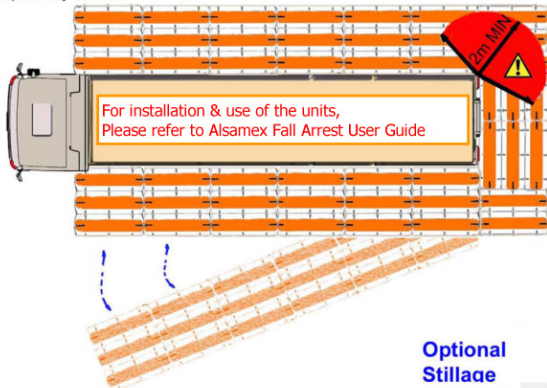 2m MIN
For installation & use of the units,
Please refer to Alsamex Fall Arrest User Guide
Optional
Stillage